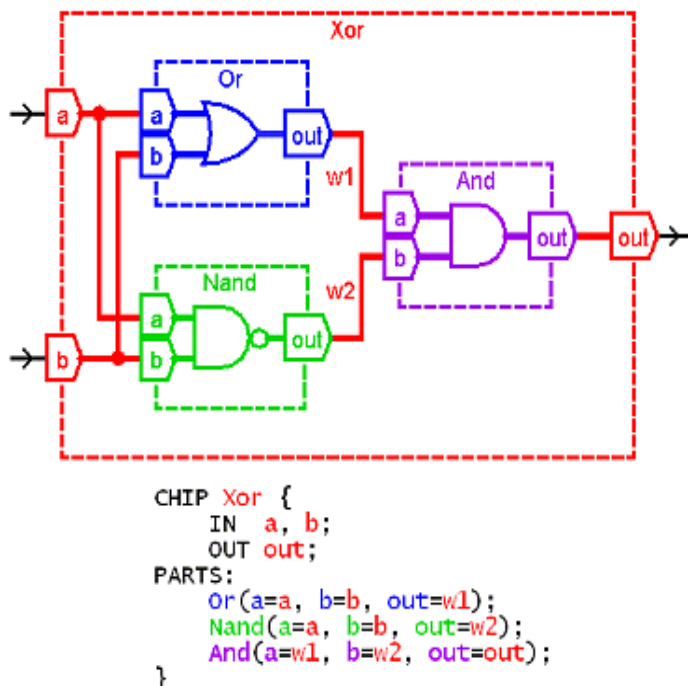 Xor
Or
a
a
out
b
w1
And
a
out
out
b
Nand
w2
a
out
b
b
CHIP Xor {
IN a, b;
OUT out;
PARTS:
Or(a=a, b=b, out=w1);
Nand(a=a, b=b, out=w2);
And(a=w1, b=w2, out=out);
}